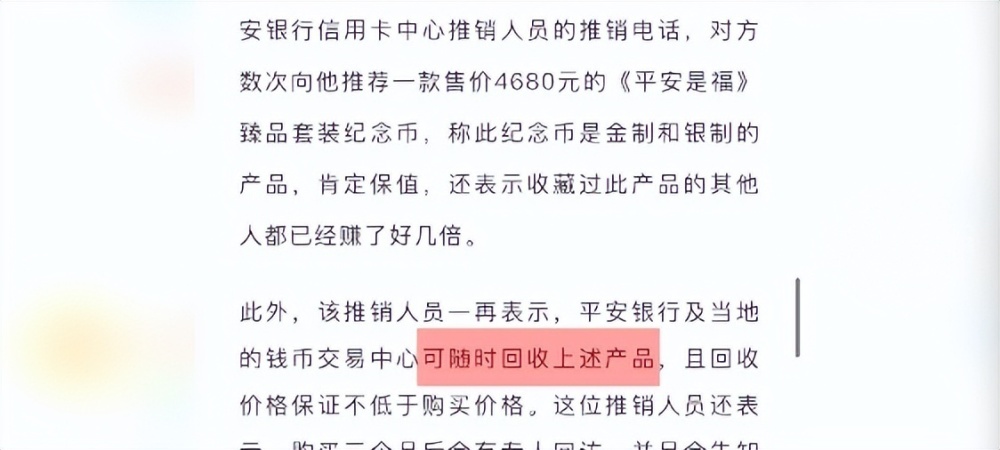 安银行信用卡中心推销人员的推销电话，对方
数次向他推荐一款售价4680元的《平安是福》
臻品套装纪念币，称此纪念币是金制和银制的
产品，肯定保值，还表示收藏过此产品的其他
人都已经赚了好几倍。
此外，该推销人员一再表示，平安银行及当地
的钱币交易中心可随时回收上述产品，且回收
价格保证不低于购买价格。这位推销人员还表